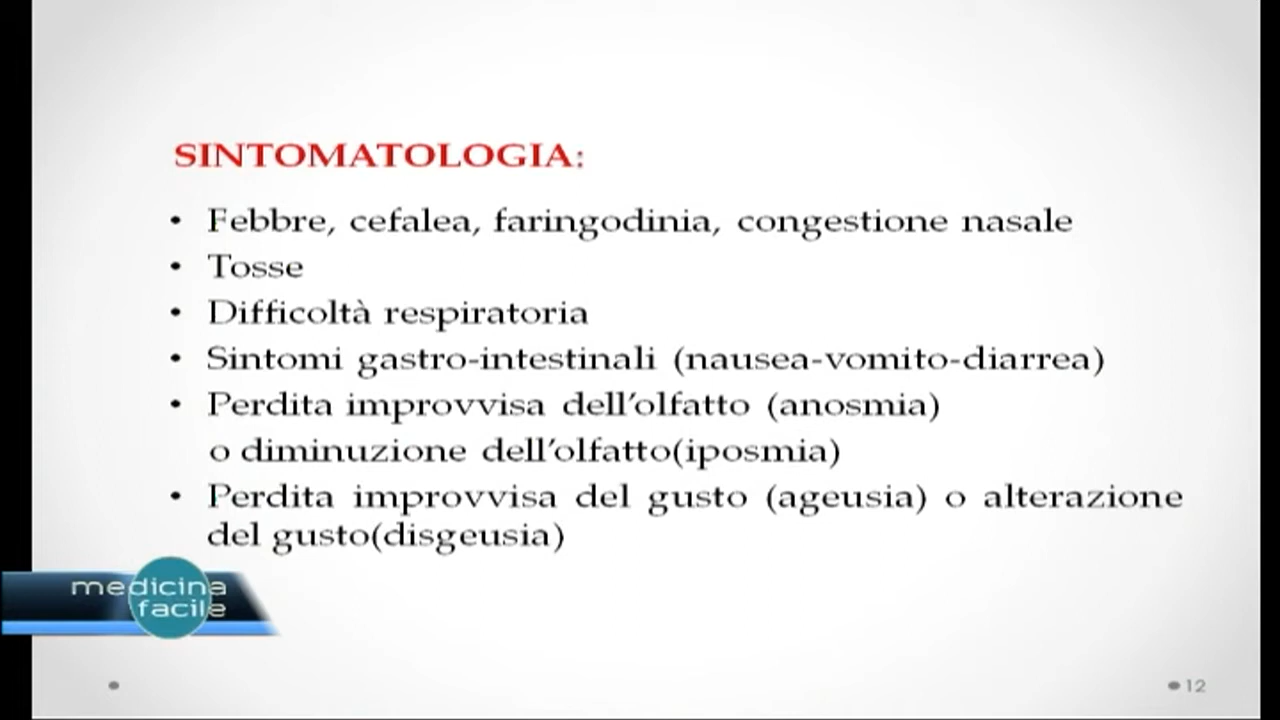 SINTOMATOLOGIA:
• Febbre, cefalea, faringodinia, congestione nasale
• Tosse
• Difficoltà respiratoria
• Sintomi gastro-intestinali (nausea-vomito-diarrea)
• Perdita improvvisa dell’olfatto (anosmia)
o diminuzione dell’olfatto(iposmia)
• Perdita improvvisa del gusto (ageusia) o alterazione
del gusto(disgeusia)
medicina
facile
12